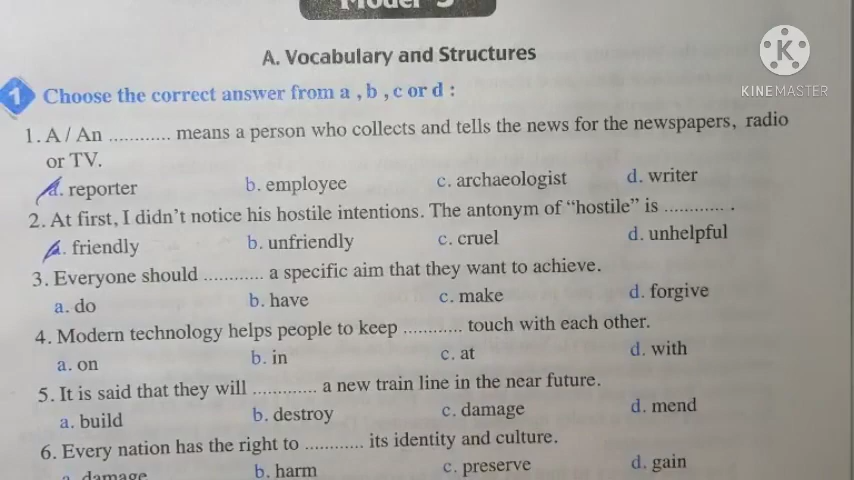 Model 3
A. Vocabulary and Structures
K
KINEMASTER
1 Choose the correct answer from a , b , c or d :
1. A / An ............ means a person who collects and tells the news for the newspapers, radio
or TV.
a. reporter b. employee c. archaeologist d. writer
2. At first, I didn't notice his hostile intentions. The antonym of "hostile" is ............ .
a. friendly b. unfriendly c. cruel d. unhelpful
3. Everyone should ............ a specific aim that they want to achieve.
a. do b. have c. make d. forgive
4. Modern technology helps people to keep ............ touch with each other.
a. on b. in c. at d. with
5. It is said that they will ............. a new train line in the near future.
a. build b. destroy c. damage d. mend
6. Every nation has the right to ............ its identity and culture.
a. damage b. harm c. preserve d. gain